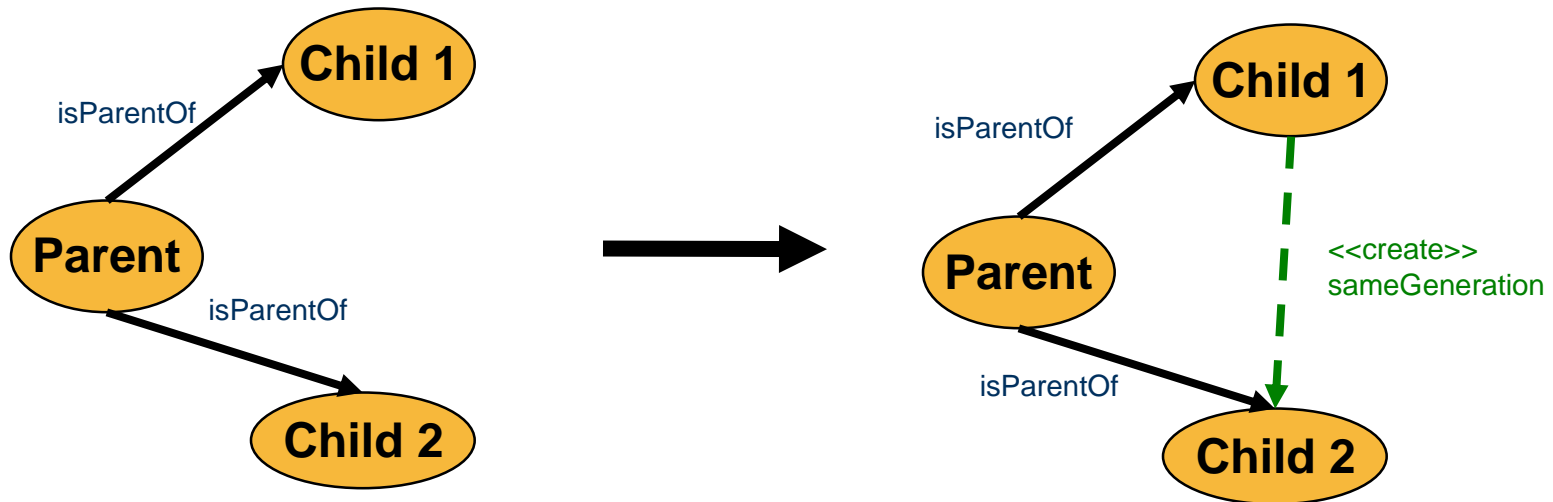 Child 1
isParentOf
Parent
isParentOf
Child 2
Child 1
isParentOf
Parent
<<create>>
sameGeneration
isParentOf
Child 2